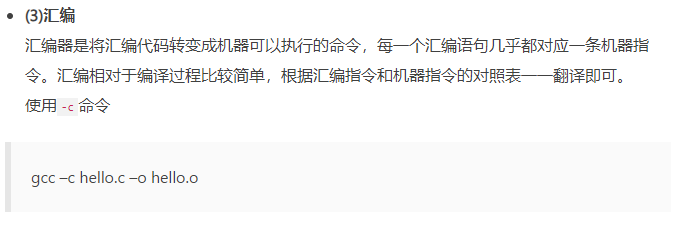 (3)汇编
汇编器是将汇编代码转变成机器可以执行的命令，每一个汇编语句几乎都对应一条机器指
令。汇编相对于编译过程比较简单，根据汇编指令和机器指令的对照表一一翻译即可。
使用 -c 命令
gcc –c hello.c –o hello.o